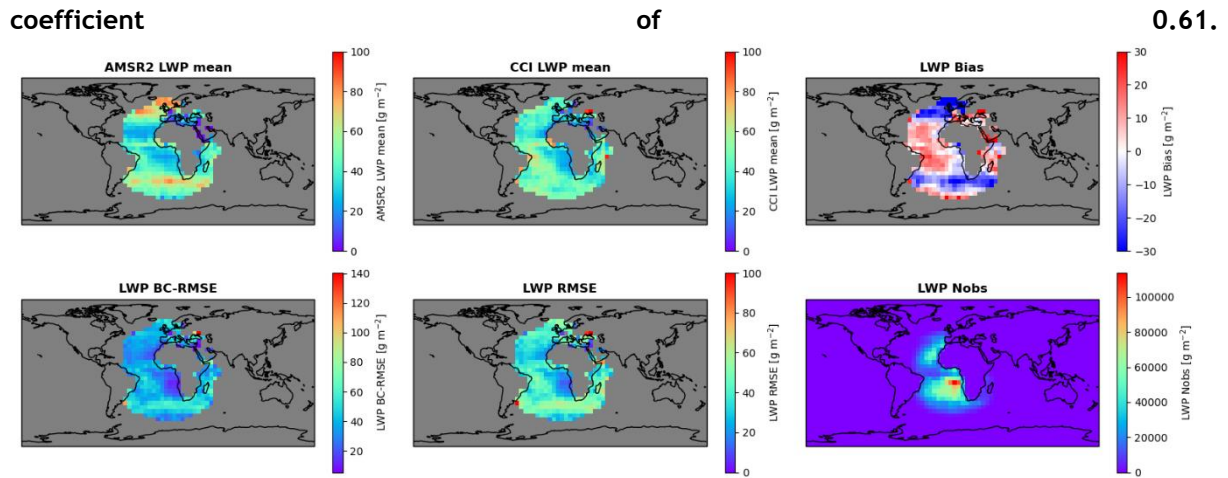 coefficient of 0.61.
AMSR2 LWP mean
100
80
60
40
20
0
AMSR2 LWP mean [g m⁻²]
CCI LWP mean
100
80
60
40
20
0
CCI LWP mean [g m⁻²]
LWP Bias
30
20
10
0
−10
−20
−30
LWP Bias [g m⁻²]
LWP BC-RMSE
140
120
100
80
60
40
20
LWP BC-RMSE [g m⁻²]
LWP RMSE
100
80
60
40
20
0
LWP RMSE [g m⁻²]
LWP Nobs
100000
80000
60000
40000
20000
0
LWP Nobs [g m⁻²]